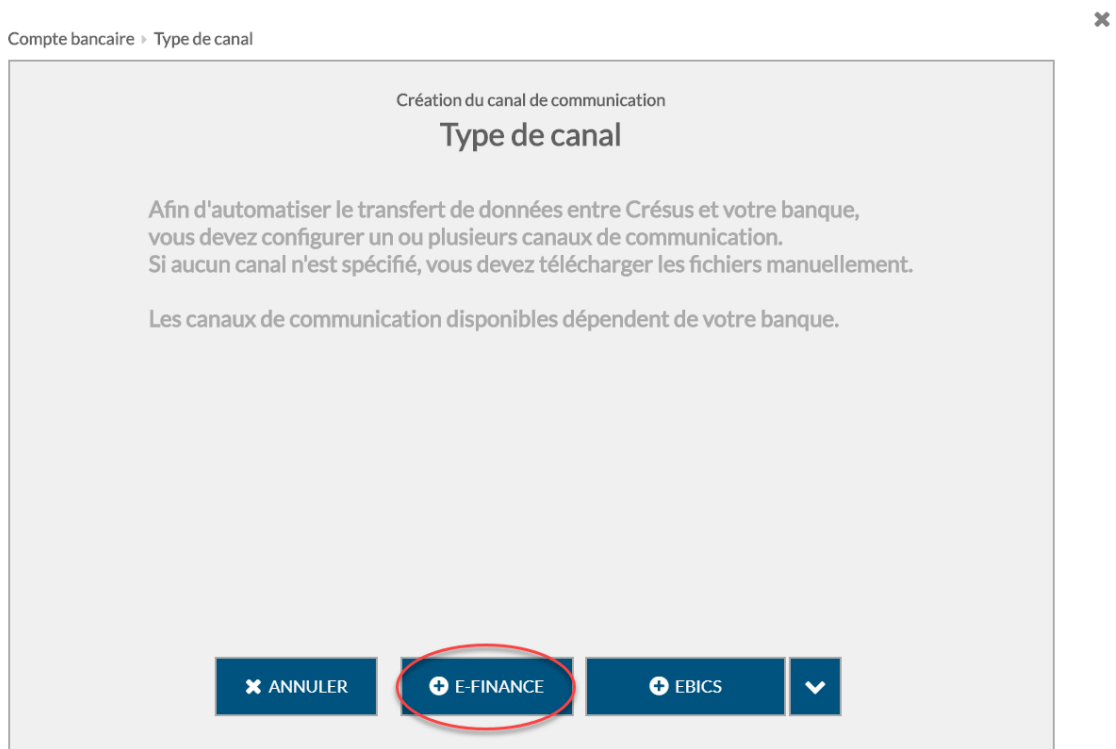 Compte bancaire Type de canal
Création du canal de communication
Type de canal
Afin d'automatiser le transfert de données entre Crésus et votre banque,
vous devez configurer un ou plusieurs canaux de communication.
Si aucun canal n'est spécifié, vous devez télécharger les fichiers manuellement.
Les canaux de communication disponibles dépendent de votre banque.
ANNULER
E-FINANCE
EBICS